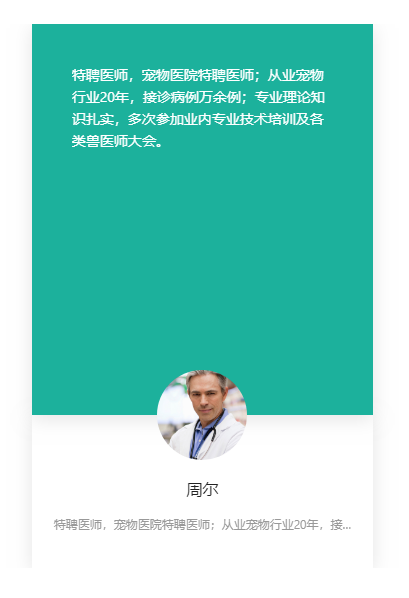 特聘医师，宠物医院特聘医师；从业宠物
行业20年，接诊病例万余例；专业理论知
识扎实，多次参加业内专业技术培训及各
类兽医师大会。
周尔
特聘医师，宠物医院特聘医师；从业宠物行业20年，接...